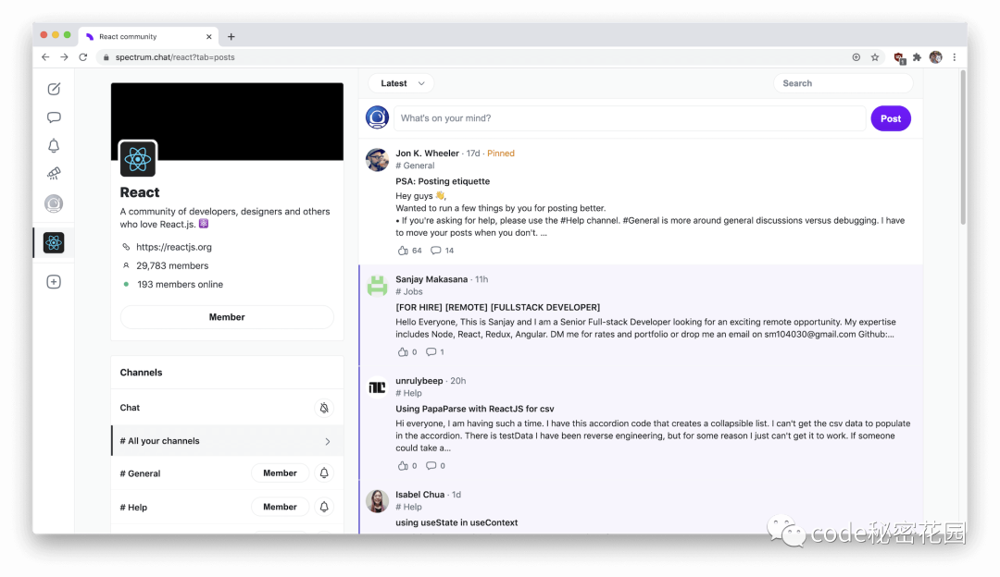 React community
spectrum.chat/react?tab=posts
1
React
A community of developers, designers and others
who love React.js. ⚛️
https://reactjs.org
29,783 members
193 members online
Member
Channels
Chat
# All your channels
# General
Member
# Help
Member
Latest
Search
What's on your mind?
Post
Jon K. Wheeler · 17d · Pinned
# General
PSA: Posting etiquette
Hey guys 👋,
Wanted to run a few things by you for posting better.
• If you're asking for help, please use the #Help channel. #General is more around general discussions versus debugging. I have
to move your posts when you don't. ...
64 14
Sanjay Makasana · 11h
# Jobs
[FOR HIRE] [REMOTE] [FULLSTACK DEVELOPER]
Hello Everyone, This is Sanjay and I am a Senior Full-stack Developer looking for an exciting remote opportunity. My expertise
includes Node, React, Redux, Angular. DM me for rates and portfolio or drop me an email on sm104030@gmail.com Github:...
0 1
unrulybeep · 20h
# Help
Using PapaParse with ReactJS for csv
Hi everyone, I am having such a time. I have this accordion code that creates a collapsible list. I can't get the csv data to populate
in the accordion. There is testData I have been reverse engineering, but for some reason I just can't get it to work. If someone
could take a...
0 0
Isabel Chua · 1d
# Help
using useState in useContext
code秘密花园